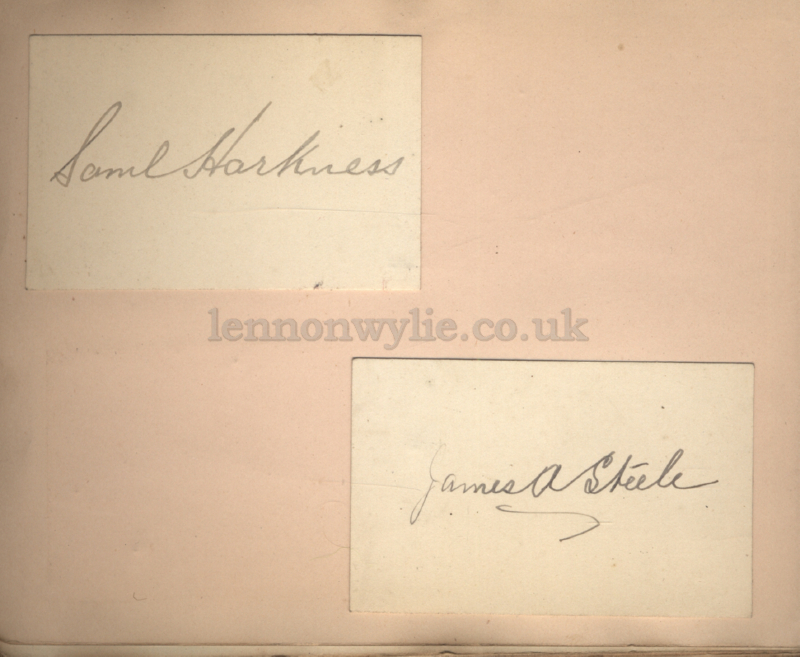 Saml Harkness
lennonwylie.co.uk
James A Steele